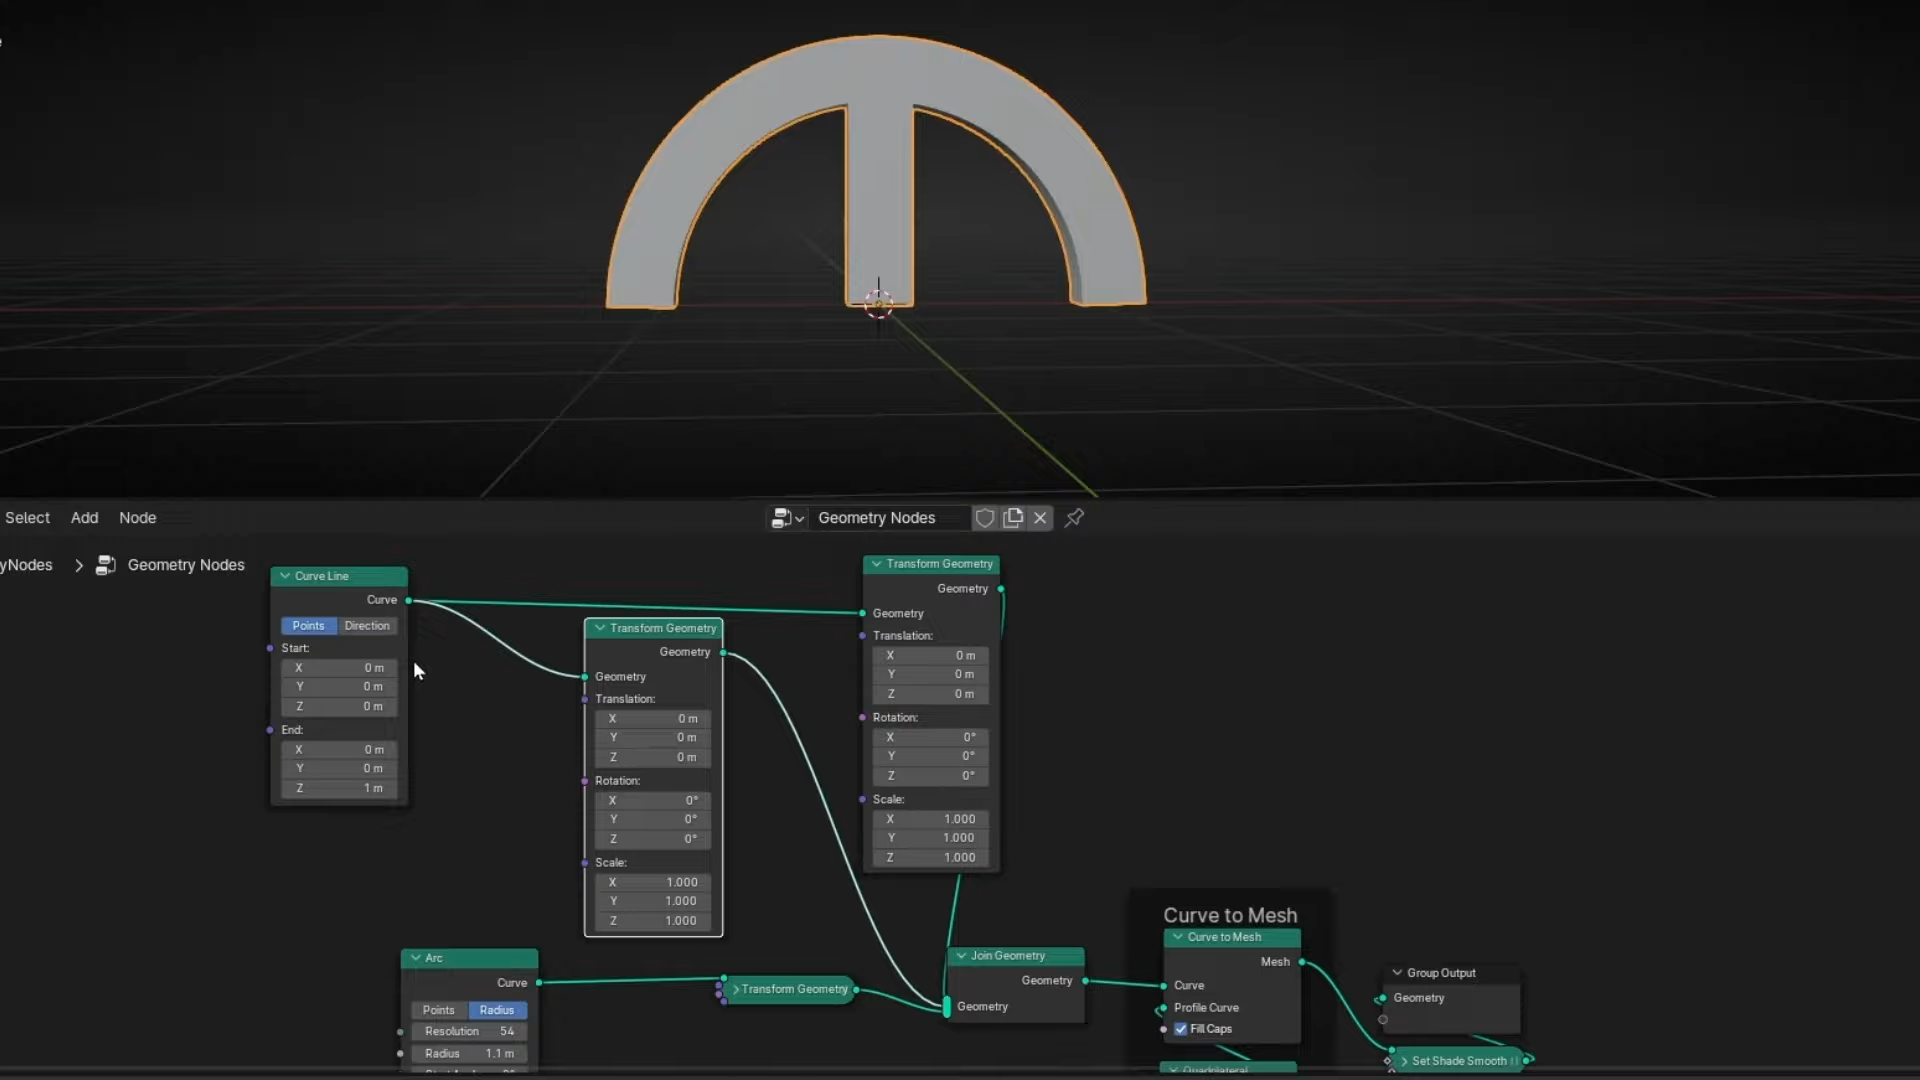 Select Add Node
Geometry Nodes
yNodes > Geometry Nodes
Curve Line
Curve
Points Direction
Start:
X 0 m
Y 0 m
Z 0 m
End:
X 0 m
Y 0 m
Z 1 m
Transform Geometry
Geometry
Geometry
Translation:
X 0 m
Y 0 m
Z 0 m
Rotation:
X 0°
Y 0°
Z 0°
Scale:
X 1.000
Y 1.000
Z 1.000
Transform Geometry
Geometry
Geometry
Translation:
X 0 m
Y 0 m
Z 0 m
Rotation:
X 0°
Y 0°
Z 0°
Scale:
X 1.000
Y 1.000
Z 1.000
Arc
Curve
Points Radius
Resolution 54
Radius 1.1 m
Transform Geometry
Join Geometry
Geometry
Geometry
Curve to Mesh
Curve to Mesh
Mesh
Curve
Profile Curve
Fill Caps
Quadrilateral
Group Output
Geometry
Set Shade Smooth